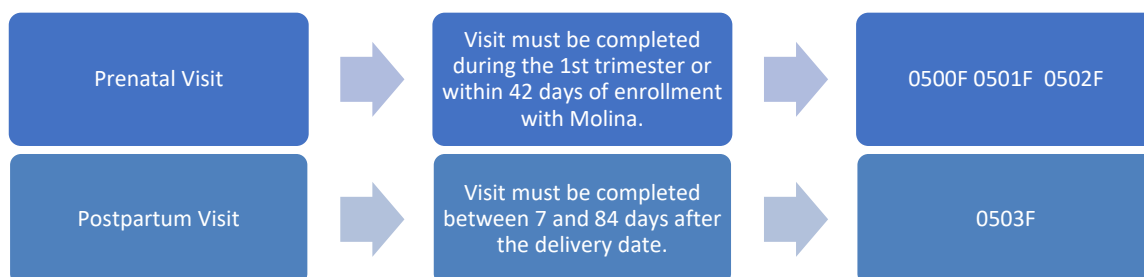 Prenatal Visit
Visit must be completed
during the 1st trimester or
within 42 days of enrollment
with Molina.
0500F 0501F  0502F
Postpartum Visit
Visit must be completed
between 7 and 84 days after
the delivery date.
0503F